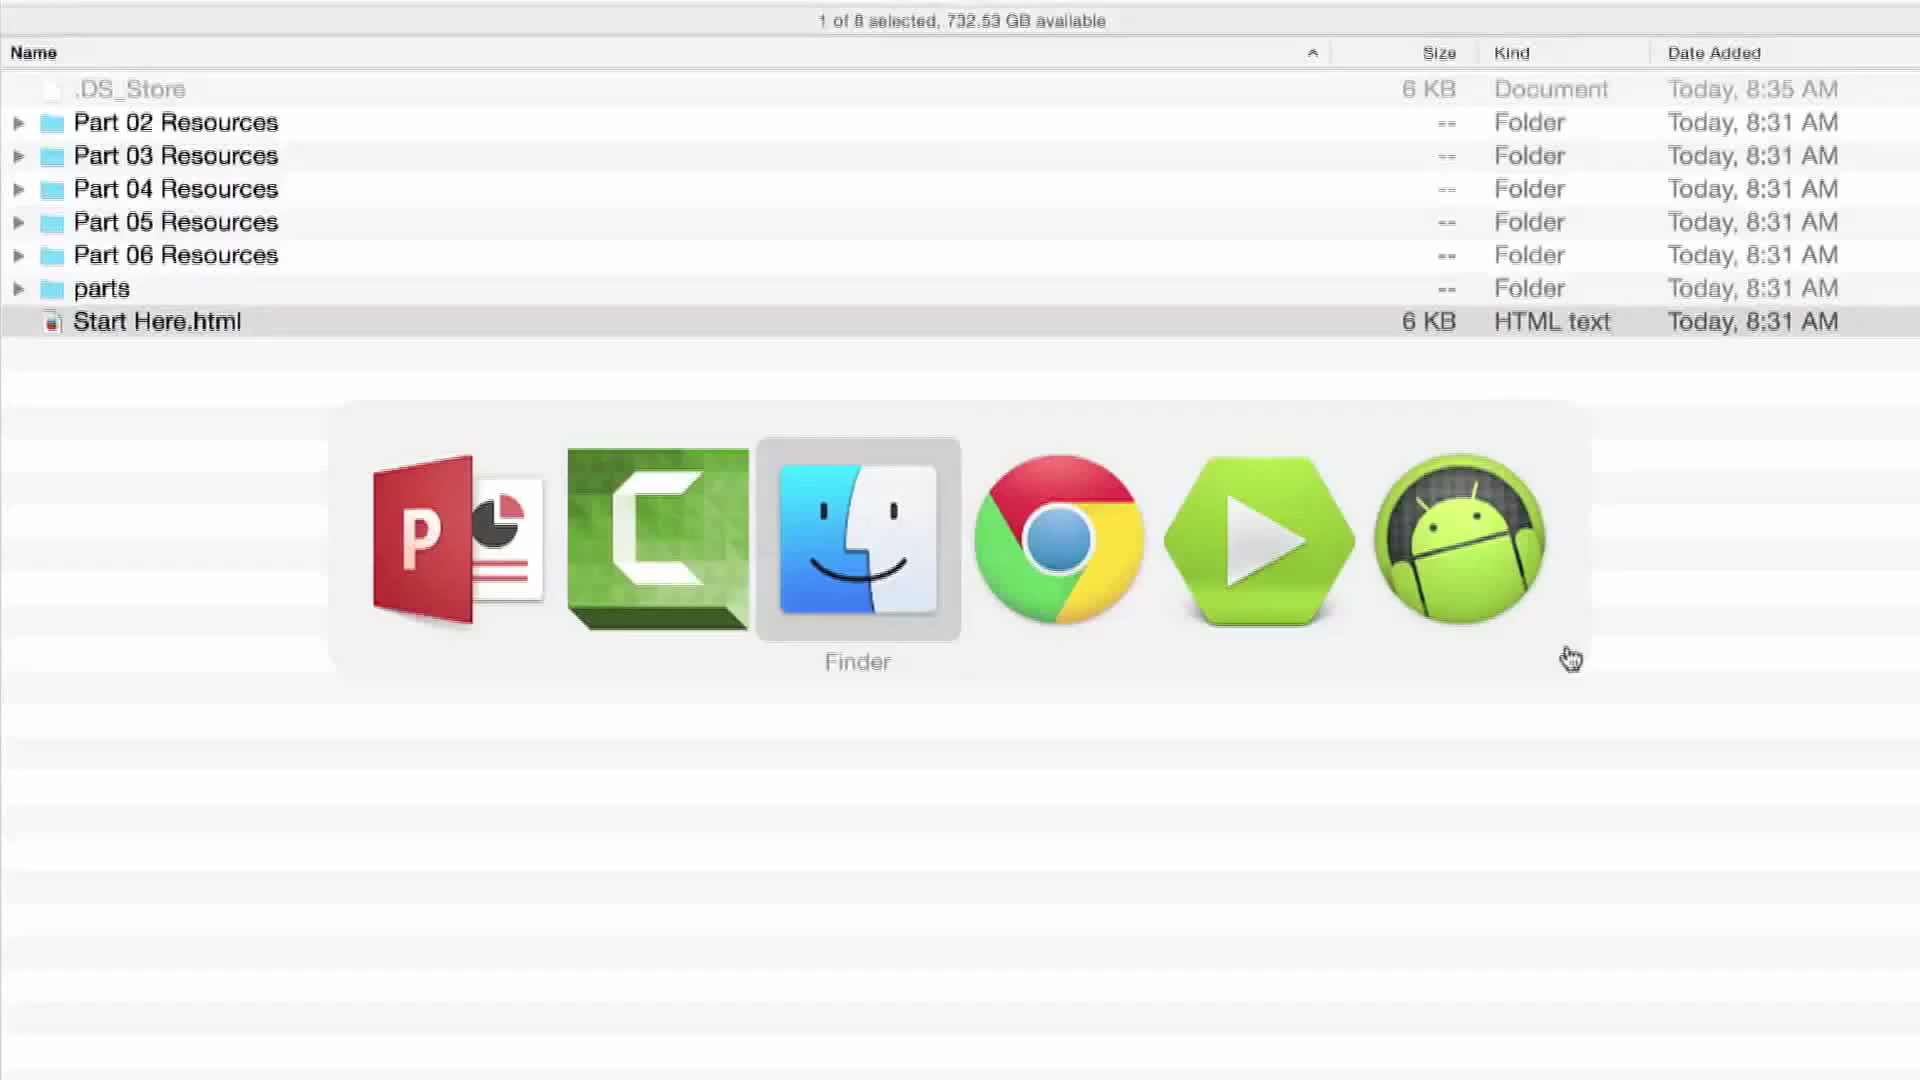 1 of 8 selected, 732.53 GB available
Name Size Kind Date Added
.DS_Store 6 KB Document Today, 8:35 AM
Part 02 Resources -- Folder Today, 8:31 AM
Part 03 Resources -- Folder Today, 8:31 AM
Part 04 Resources -- Folder Today, 8:31 AM
Part 05 Resources -- Folder Today, 8:31 AM
Part 06 Resources -- Folder Today, 8:31 AM
parts -- Folder Today, 8:31 AM
Start Here.html 6 KB HTML text Today, 8:31 AM
P
Finder